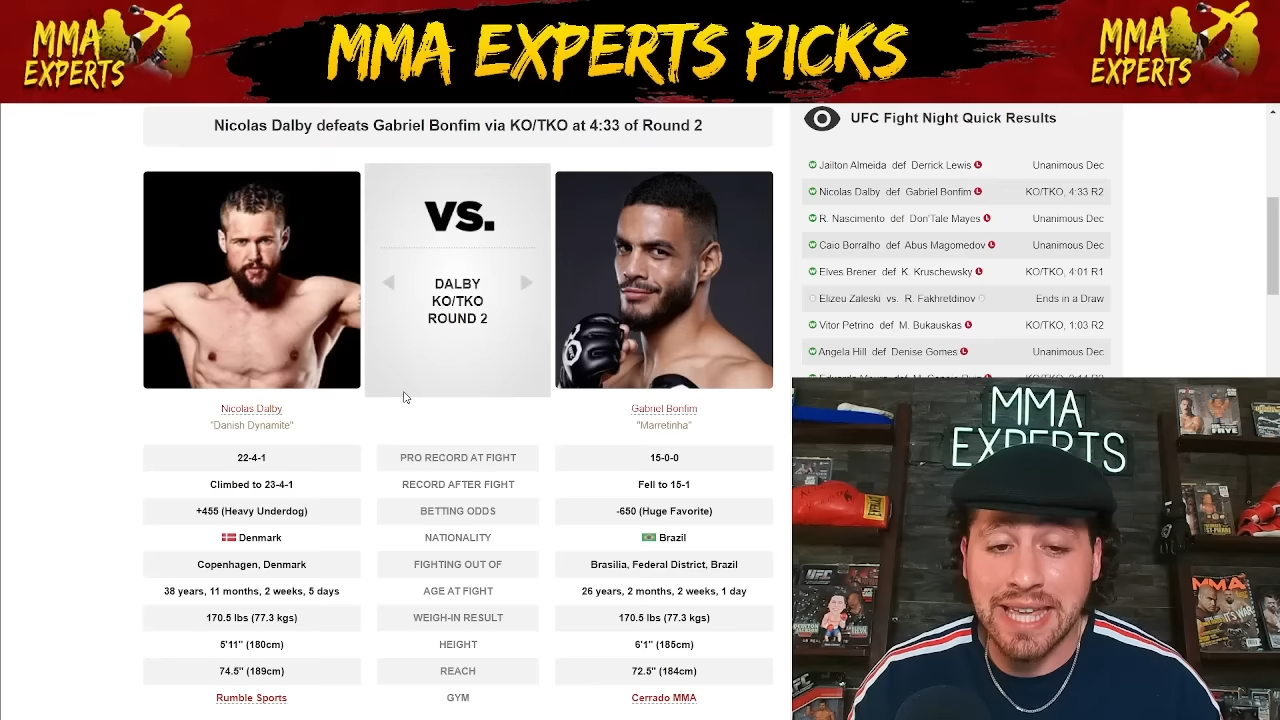 MMA
EXPERTS
MMA EXPERTS PICKS
MMA
EXPERTS
Nicolas Dalby defeats Gabriel Bonfim via KO/TKO at 4:33 of Round 2
VS.
DALBY
KO/TKO
ROUND 2
Nicolas Dalby
"Danish Dynamite"
Gabriel Bonfim
"Marretinha"
22-4-1 PRO RECORD AT FIGHT 15-0-0
Climbed to 23-4-1 RECORD AFTER FIGHT Fell to 15-1
+455 (Heavy Underdog) BETTING ODDS -650 (Huge Favorite)
Denmark NATIONALITY Brazil
Copenhagen, Denmark FIGHTING OUT OF Brasilia, Federal District, Brazil
38 years, 11 months, 2 weeks, 5 days AGE AT FIGHT 26 years, 2 months, 2 weeks, 1 day
170.5 lbs (77.3 kgs) WEIGH-IN RESULT 170.5 lbs (77.3 kgs)
5'11" (180cm) HEIGHT 6'1" (185cm)
74.5" (189cm) REACH 72.5" (184cm)
Rumble Sports GYM Cerrado MMA
UFC Fight Night Quick Results
W Jailton Almeida def Derrick Lewis L Unanimous Dec
W Nicolas Dalby def Gabriel Bonfim L KO/TKO, 4:33 R2
W R. Nascimento def Don'Tale Mayes L Unanimous Dec
W Caio Borralho def Abus Magomedov L Unanimous Dec
W Elves Brener def K. Kruschewsky L KO/TKO, 4:01 R1
Elizeu Zaleski vs. R. Fakhretdinov Ends in a Draw
W Vitor Petrino def M. Bukauskas L KO/TKO, 1:03 R2
W Angela Hill def Denise Gomes L Unanimous Dec
MMA
EXPERTS
FRYE
UFC
MMA
UFC